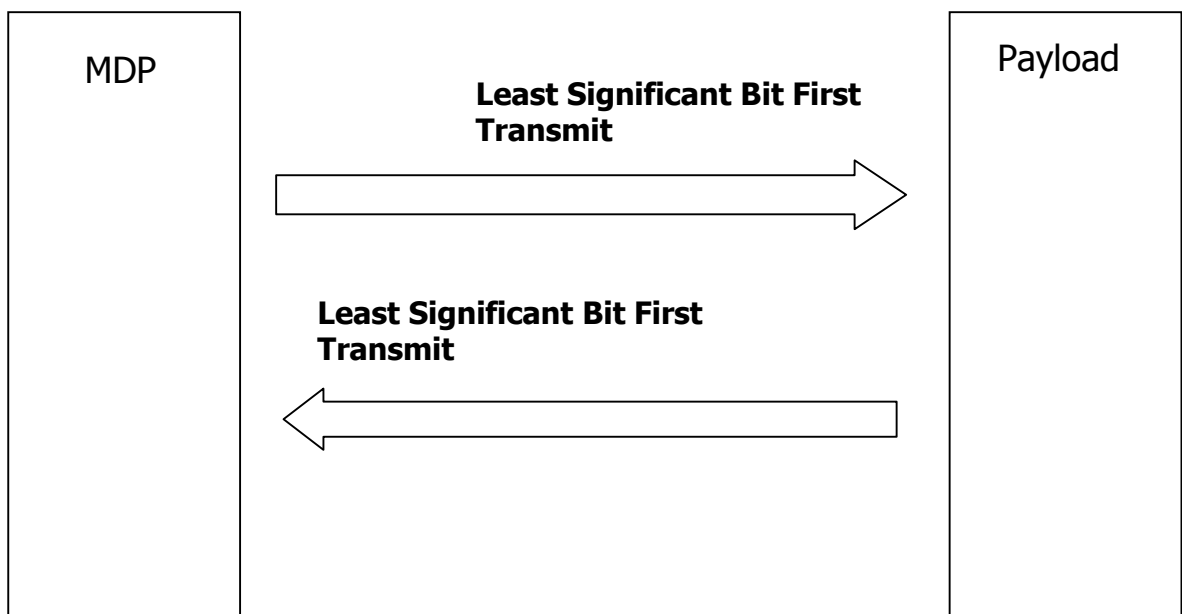 MDP
Payload
Least Significant Bit First
Transmit
Least Significant Bit First
Transmit